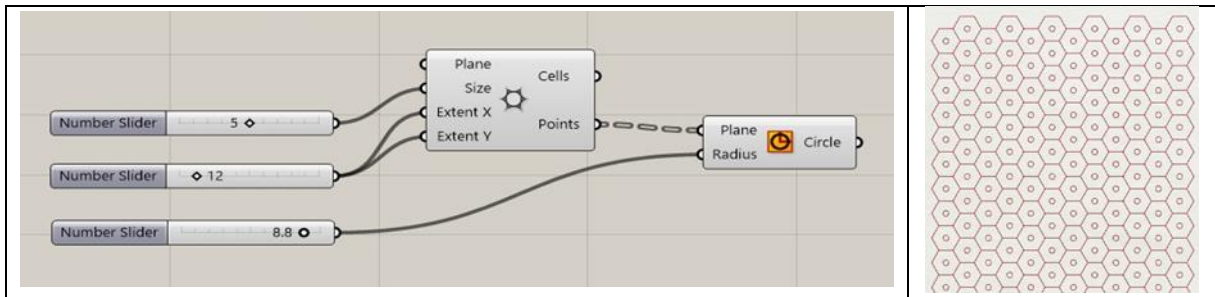 Plane
Size
Extent X
Extent Y
Cells
Points
Number Slider 5
Number Slider 12
Number Slider 8.8
Plane
Radius
Circle